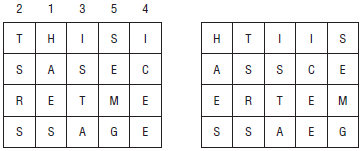 2 1 3 5 4
T H I S I H T I I S
S A S E C A S S C E
R E T M E E R T E M
S S A G E S S A E G